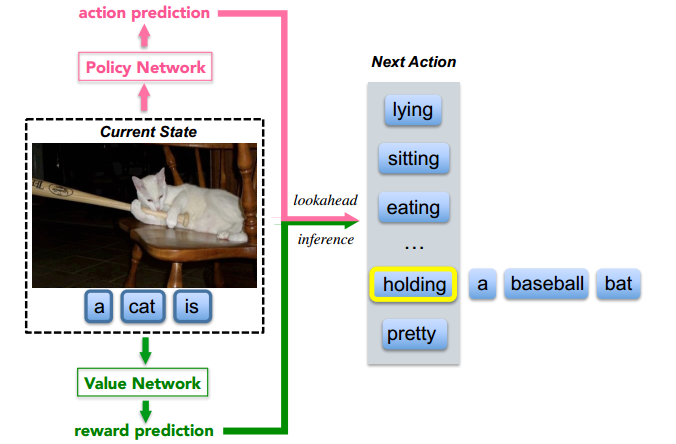 action prediction
Policy Network
Current State
a cat is
Value Network
reward prediction
lookahead
inference
Next Action
lying
sitting
eating
...
holding a baseball bat
pretty